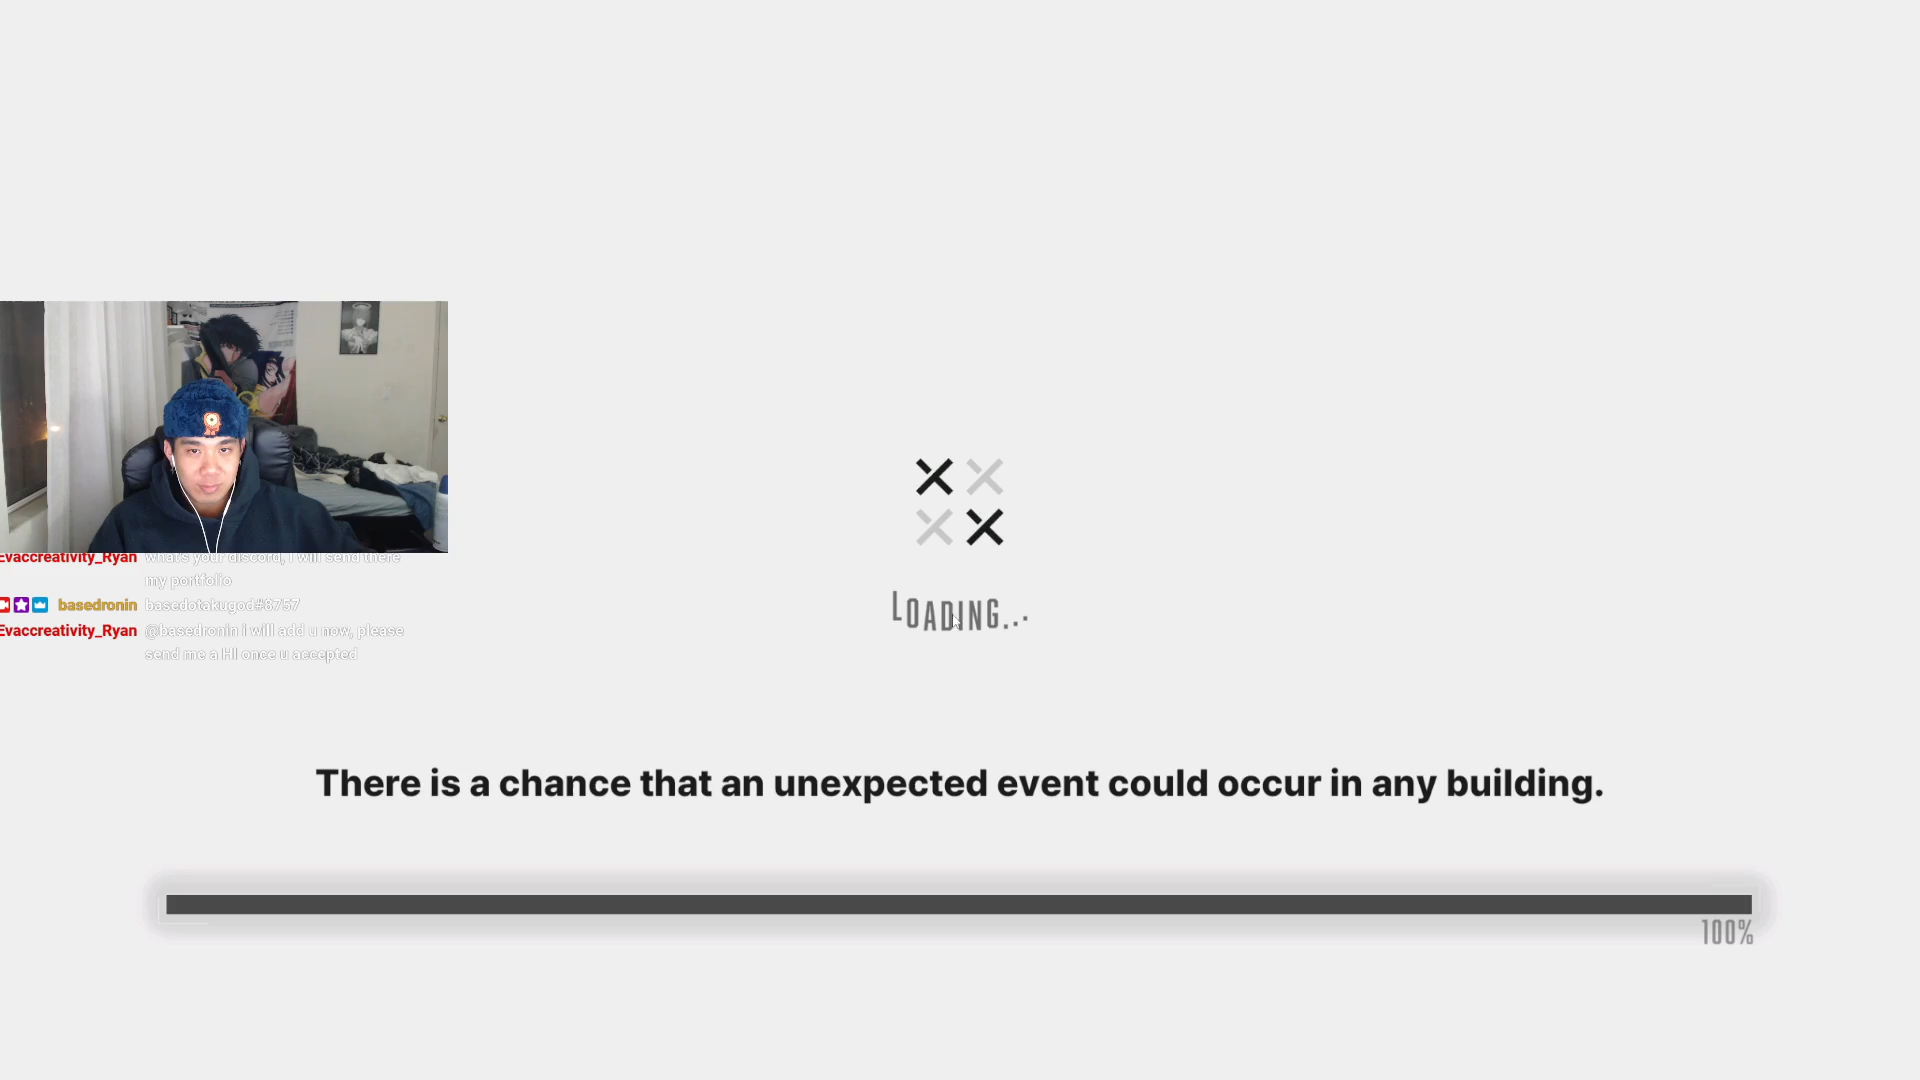 Evaccreativity_Ryan what's your discord, i will send there
my portfolio
basedronin basedotakugod#8757
Evaccreativity_Ryan @basedronin i will add u now, please
send me a HI once u accepted
LOADING...
There is a chance that an unexpected event could occur in any building.
100%